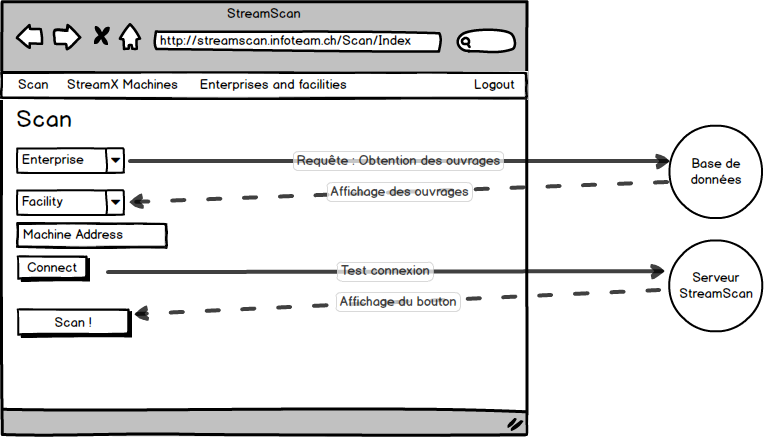 StreamScan
http://streamscan.infoteam.ch/Scan/Index
Scan StreamX Machines Enterprises and facilities Logout
Scan
Enterprise
Requête : Obtention des ouvrages
Base de
données
Affichage des ouvrages
Facility
Machine Address
Connect
Test connexion
Serveur
StreamScan
Affichage du bouton
Scan !